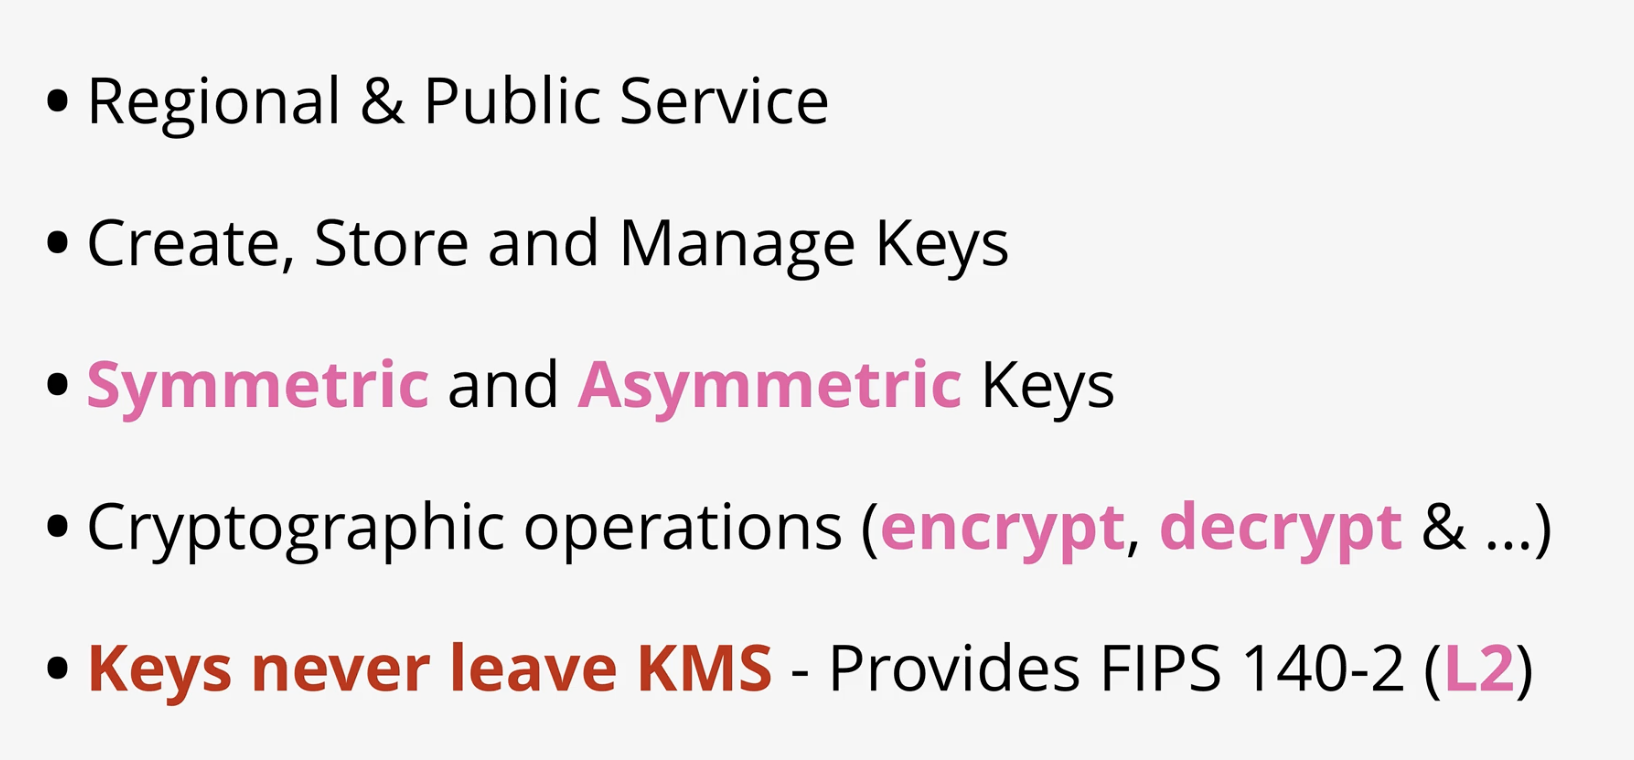 • Regional & Public Service
• Create, Store and Manage Keys
• Symmetric and Asymmetric Keys
• Cryptographic operations (encrypt, decrypt & ...)
• Keys never leave KMS - Provides FIPS 140-2 (L2)